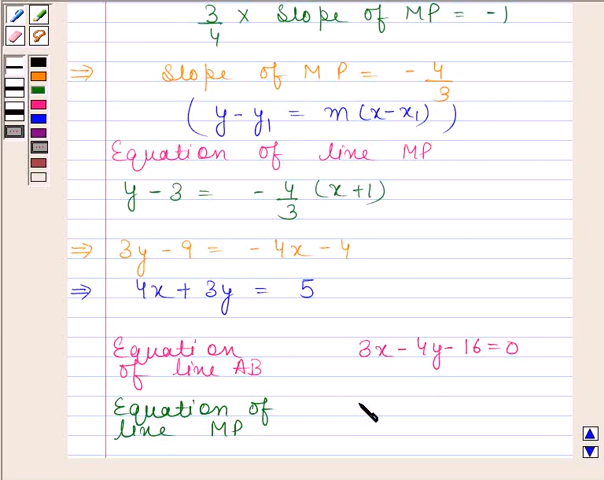 3/4 × Slope of MP = -1
⇒ Slope of MP = -4/3
(y - y₁ = m(x - x₁))
Equation of line MP
y - 3 = -4/3 (x + 1)
⇒ 3y - 9 = -4x - 4
⇒ 4x + 3y = 5
Equation 3x - 4y - 16 = 0
of line AB
Equation of
line MP